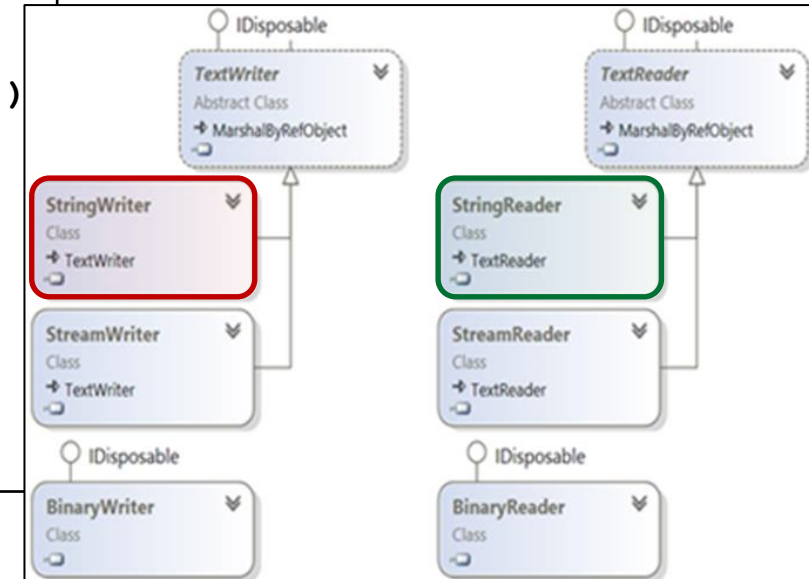 )
IDisposable
TextWriter
Abstract Class
MarshalByRefObject
StringWriter
Class
TextWriter
StreamWriter
Class
TextWriter
IDisposable
BinaryWriter
Class
IDisposable
TextReader
Abstract Class
MarshalByRefObject
StringReader
Class
TextReader
StreamReader
Class
TextReader
IDisposable
BinaryReader
Class